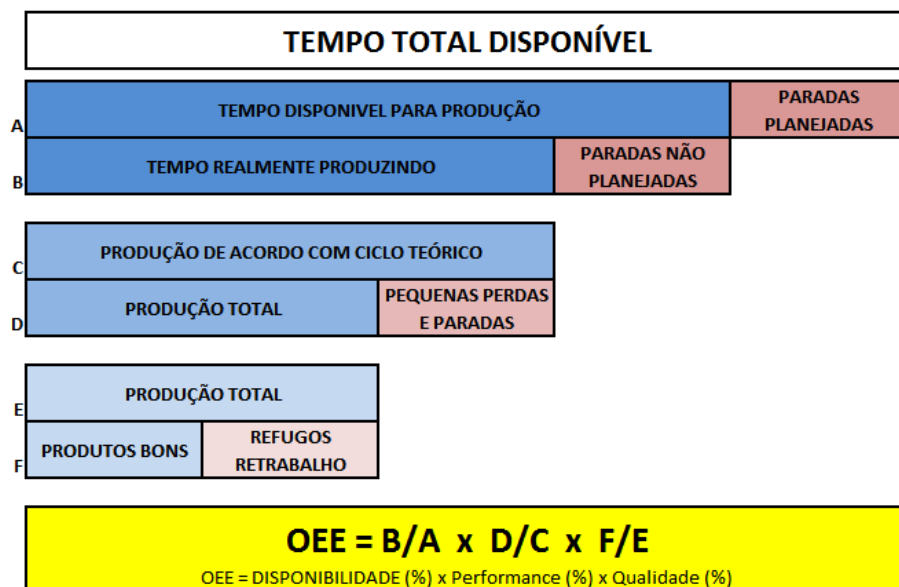 TEMPO TOTAL DISPONÍVEL
A
TEMPO DISPONIVEL PARA PRODUÇÃO
PARADAS
PLANEJADAS
B
TEMPO REALMENTE PRODUZINDO
PARADAS NÃO
PLANEJADAS
C
PRODUÇÃO DE ACORDO COM CICLO TEÓRICO
D
PRODUÇÃO TOTAL
PEQUENAS PERDAS
E PARADAS
E
PRODUÇÃO TOTAL
F
PRODUTOS BONS
REFUGOS
RETRABALHO
OEE = B/A x D/C x F/E
OEE = DISPONIBILIDADE (%) x Performance (%) x Qualidade (%)